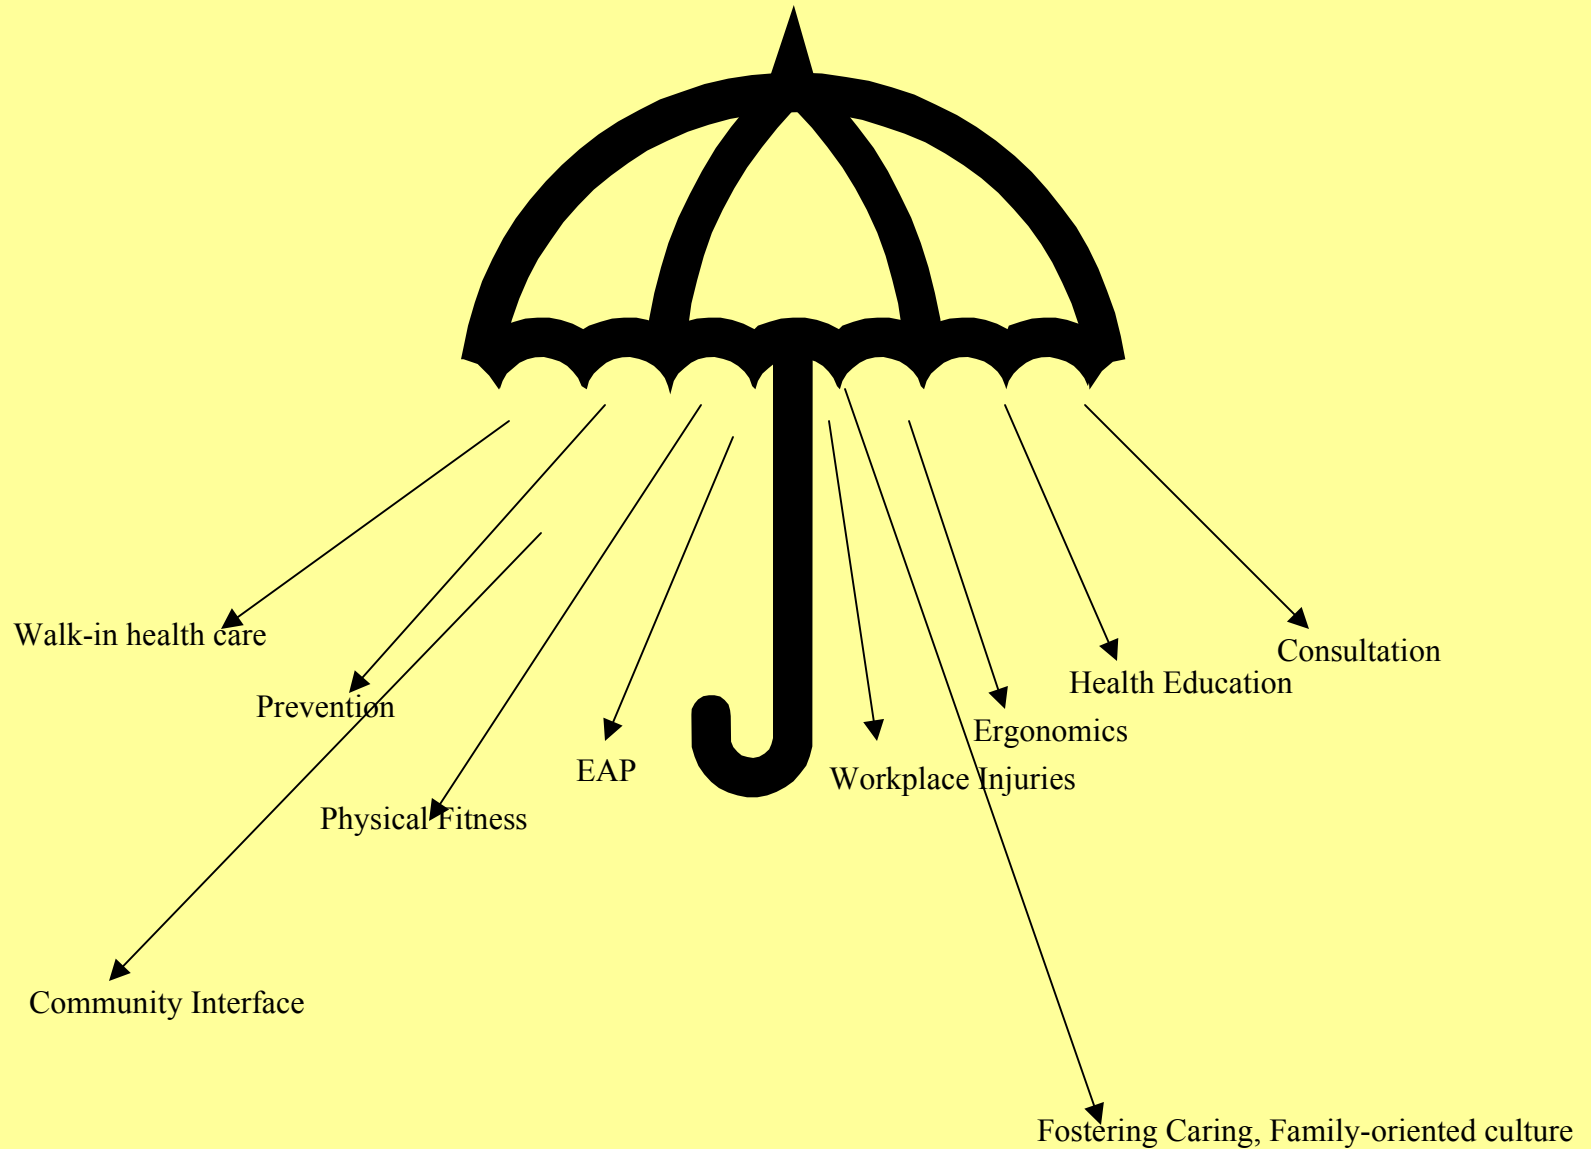 Walk-in health care
Consultation
Health Education
Prevention
Ergonomics
EAP
Workplace Injuries
Physical Fitness
Community Interface
Fostering Caring, Family-oriented culture